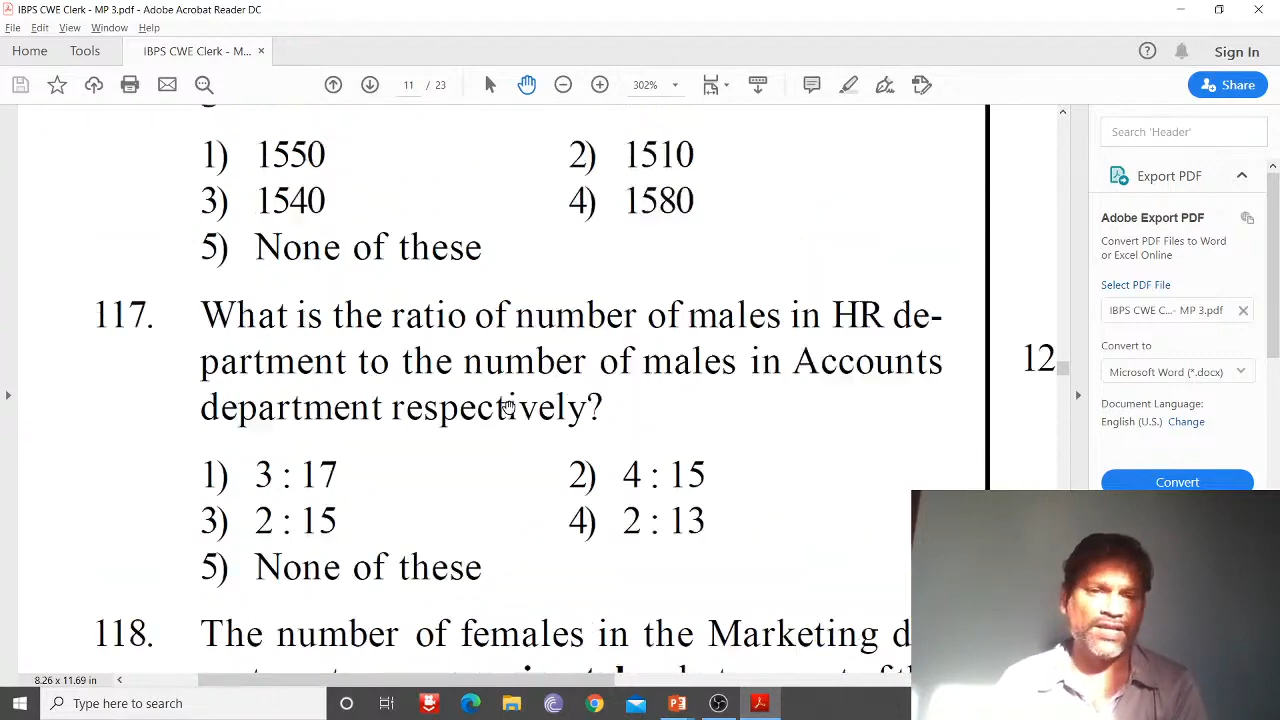 IBPS CWE Clerk - MP 3.pdf - Adobe Acrobat Reader DC
File Edit View Window Help
Home Tools IBPS CWE Clerk - M... × Sign In
11 / 23 302% Share
1) 1550 2) 1510
3) 1540 4) 1580
5) None of these
117. What is the ratio of number of males in HR de-
partment to the number of males in Accounts
department respectively?
1) 3 : 17 2) 4 : 15
3) 2 : 15 4) 2 : 13
5) None of these
118. The number of females in the Marketing d
12
Search 'Header'
Export PDF
Adobe Export PDF
Convert PDF Files to Word
or Excel Online
Select PDF File
IBPS CWE C...- MP 3.pdf
Convert to
Microsoft Word (*.docx)
Document Language:
English (U.S.) Change
Convert
8.26 x 11.69 in
Type here to search